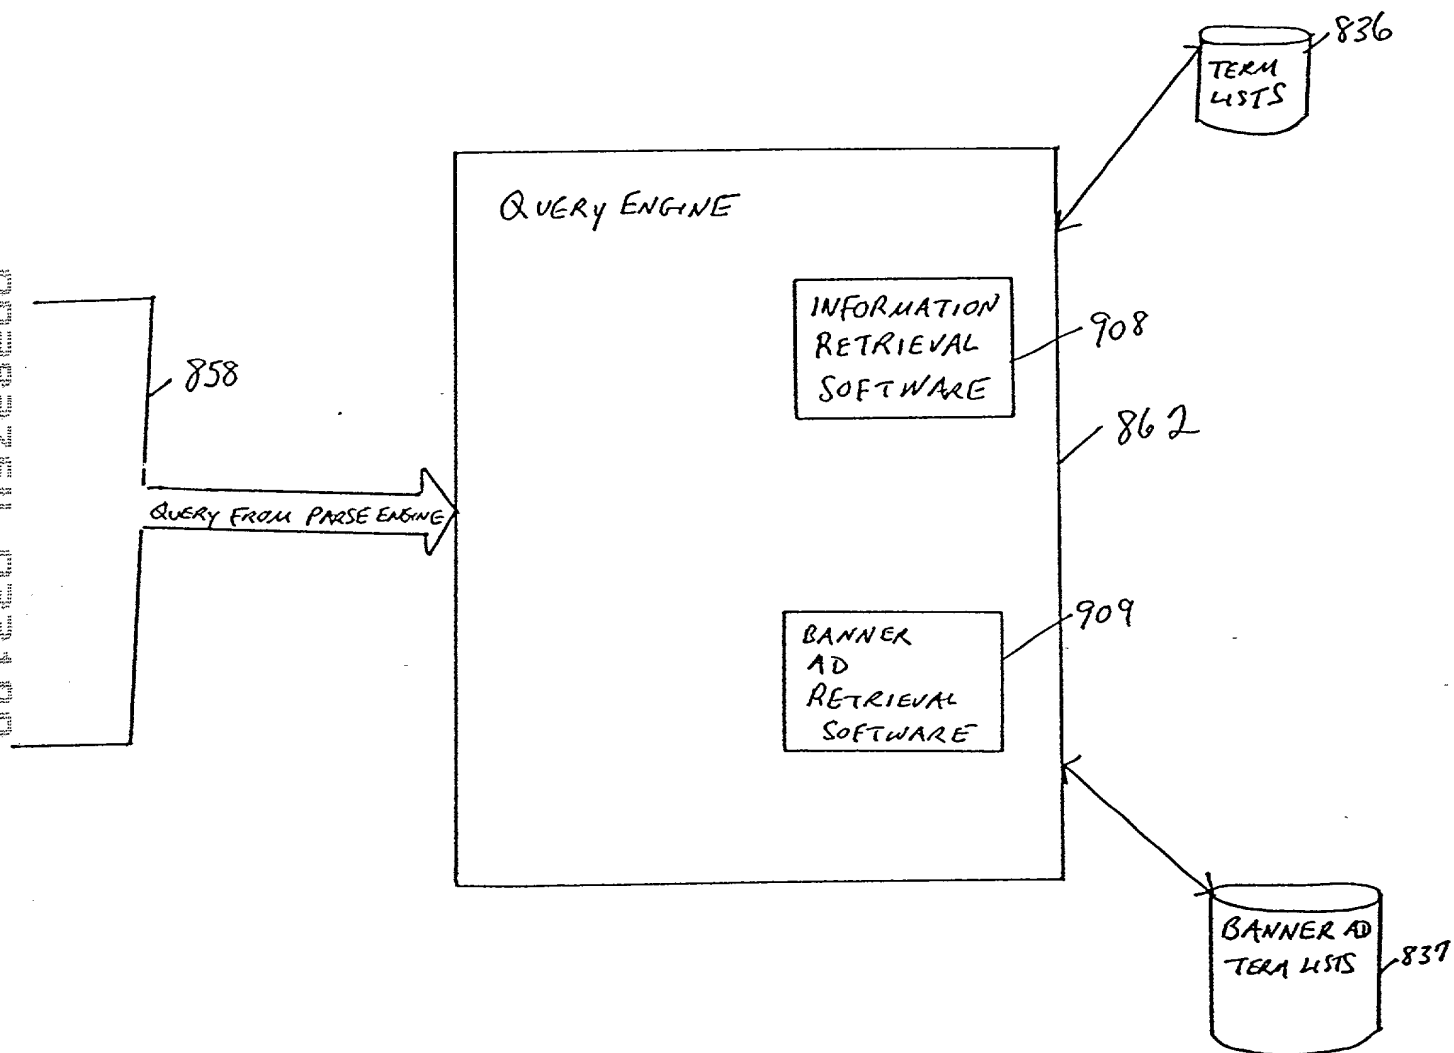 836
TERM
LISTS
QUERY ENGINE
INFORMATION
RETRIEVAL
SOFTWARE
908
858
862
QUERY FROM PARSE ENGINE
BANNER
AD
RETRIEVAL
SOFTWARE
909
BANNER AD
TERM LISTS
837